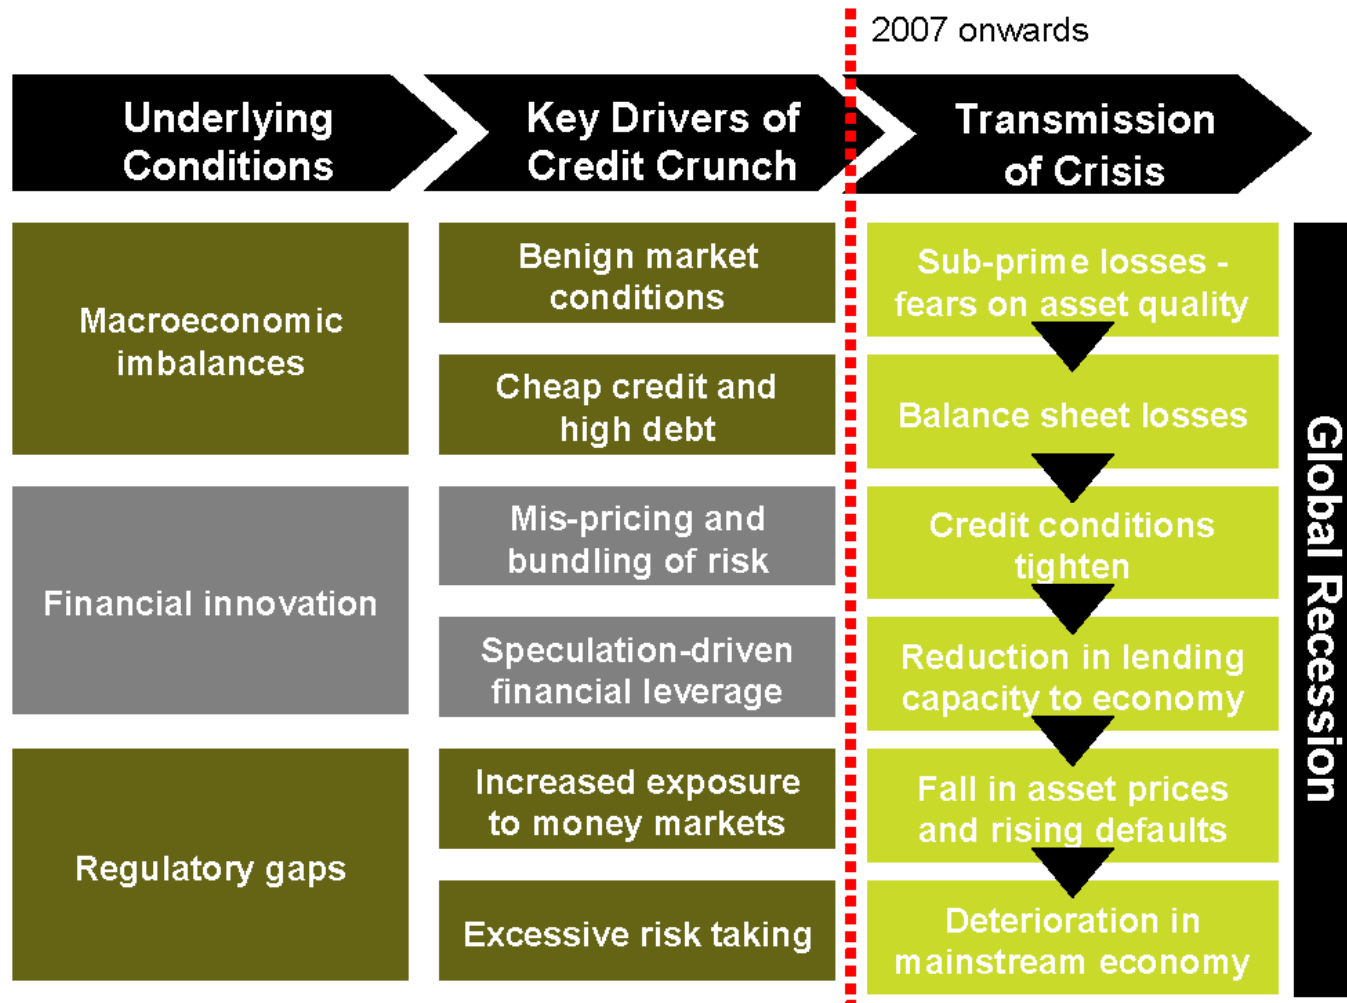 2007 onwards
Underlying
Conditions
Key Drivers of
Credit Crunch
Transmission
of Crisis
Macroeconomic
imbalances
Financial innovation
Regulatory gaps
Benign market
conditions
Cheap credit and
high debt
Mis-pricing and
bundling of risk
Speculation-driven
financial leverage
Increased exposure
to money markets
Excessive risk taking
Sub-prime losses -
fears on asset quality
Balance sheet losses
Credit conditions
tighten
Reduction in lending
capacity to economy
Fall in asset prices
and rising defaults
Deterioration in
mainstream economy
Global Recession